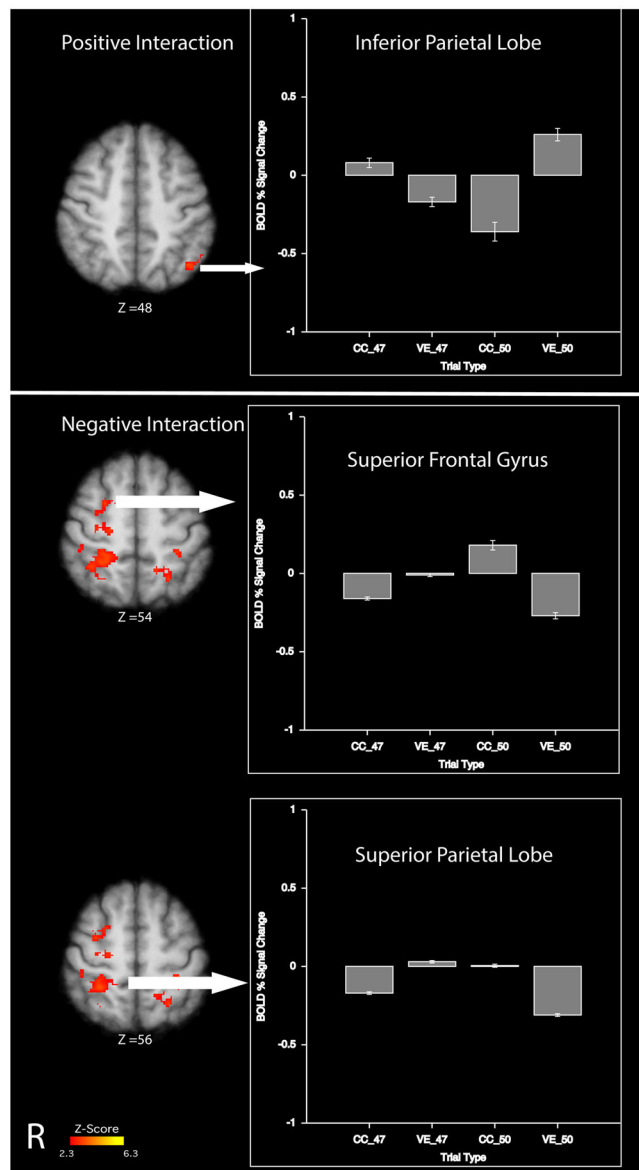 Positive Interaction
Inferior Parietal Lobe
1
0.5
0
-0.5
-1
BOLD % Signal Change
CC_47 VE_47 CC_50 VE_50
Trial Type
Z =48
Negative Interaction
Superior Frontal Gyrus
1
0.5
0
-0.5
-1
BOLD % Signal Change
CC_47 VE_47 CC_50 VE_50
Trial Type
Z =54
Superior Parietal Lobe
1
0.5
0
-0.5
-1
BOLD % Signal Change
CC_47 VE_47 CC_50 VE_50
Trial Type
Z =56
R
Z-Score
2.3 6.3